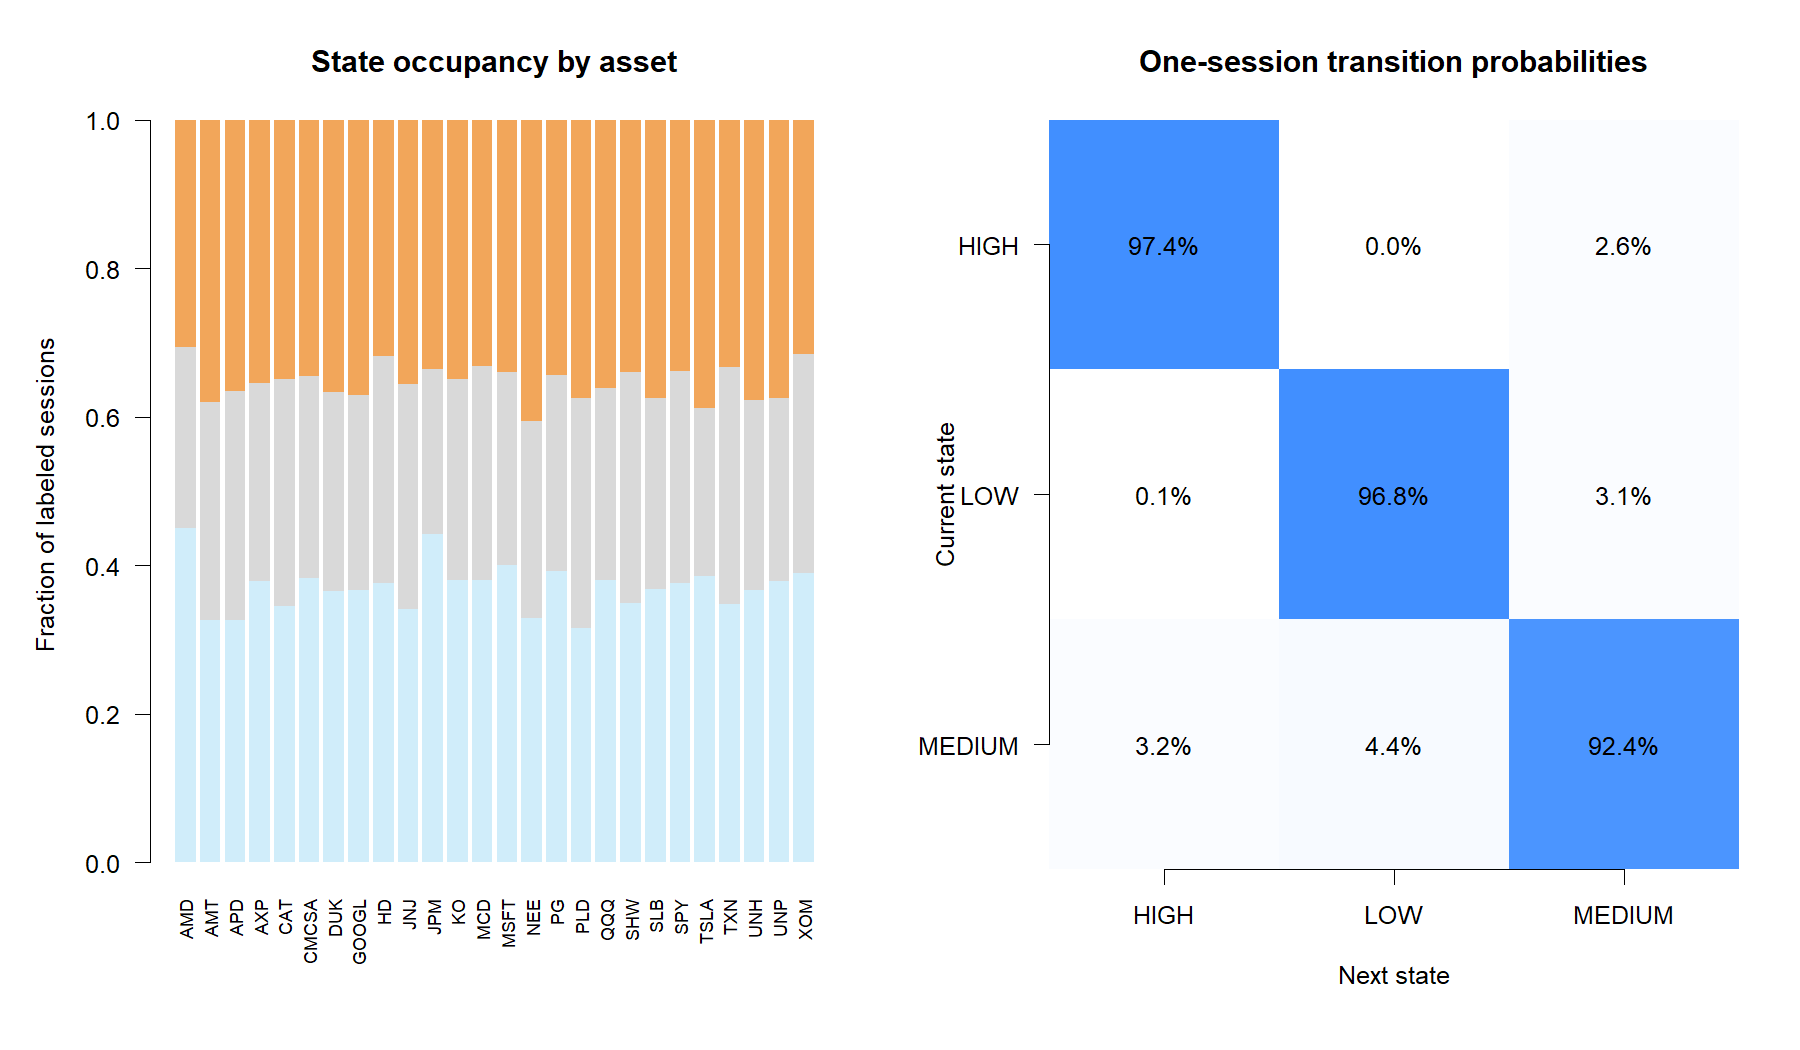 State occupancy by asset
1.0
0.8
0.6
0.4
0.2
0.0
Fraction of labeled sessions
AMD
AMT
APD
AXP
CAT
CMCSA
DUK
GOOGL
HD
JNJ
JPM
KO
MCD
MSFT
NEE
PG
PLD
QQQ
SHW
SLB
SPY
TSLA
TXN
UNH
UNP
XOM
One-session transition probabilities
Current state
HIGH 97.4% 0.0% 2.6%
LOW 0.1% 96.8% 3.1%
MEDIUM 3.2% 4.4% 92.4%
HIGH LOW MEDIUM
Next state